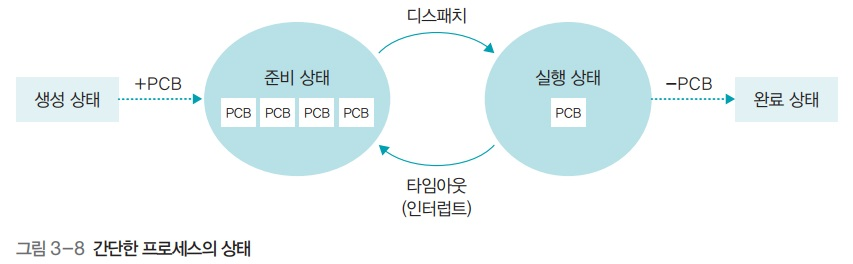 디스패치
생성 상태
+PCB
준비 상태
PCB PCB PCB PCB
실행 상태
PCB
–PCB
완료 상태
타임아웃
(인터럽트)
그림 3-8 간단한 프로세스의 상태